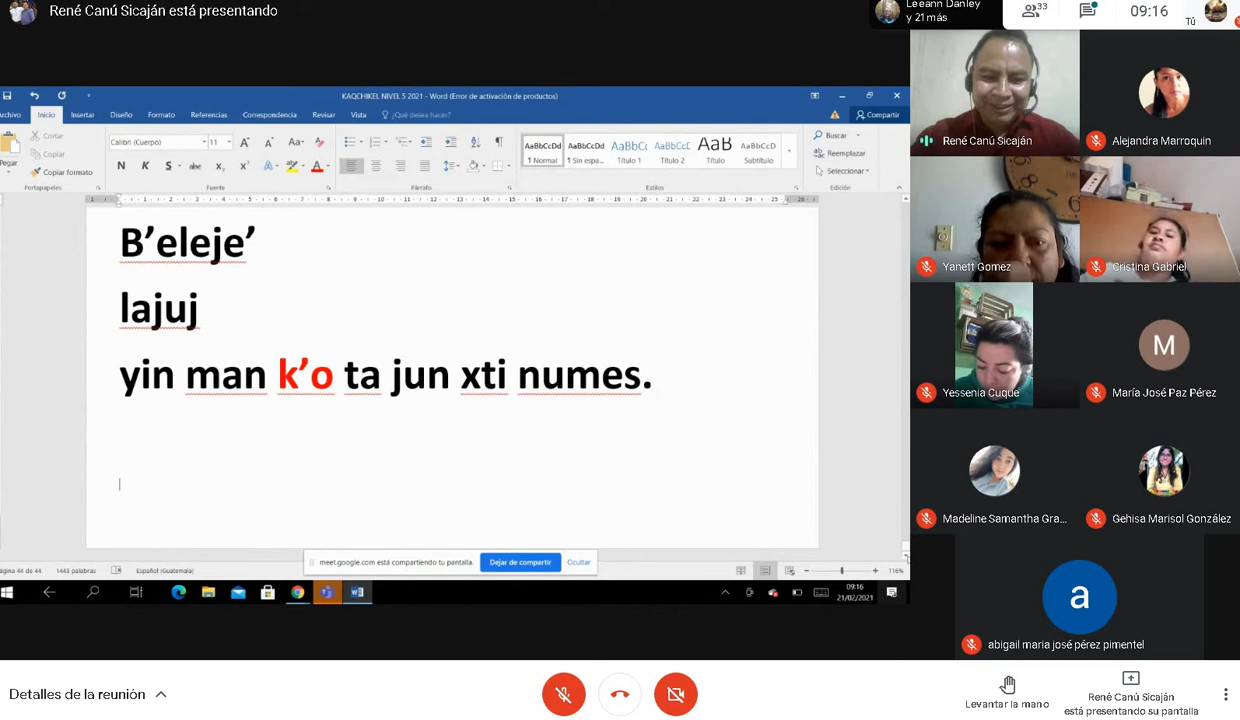 René Canú Sicaján está presentando
Leeann Danley
y 21 más
33
09:16
Tú
KAQCHIKEL NIVEL 5 2021 - Word (Error de activación de productos)
Archivo Inicio Insertar Diseño Formato Referencias Correspondencia Revisar Vista ¿Qué desea hacer? Compartir
Pegar
Cortar
Copiar
Copiar formato
Portapapeles
Calibri (Cuerpo) 11
Fuente
Párrafo
AaBbCcDd AaBbCcDd AaBbCc AaBbCcE AaB AaBbCcD
1 Normal 1 Sin espa... Título 1 Título 2 Título Subtítulo
Estilos
Buscar
Reemplazar
Seleccionar
Edición
B’eleje’
lajuj
yin man k’o ta jun xti numes.
meet.google.com está compartiendo tu pantalla.
Dejar de compartir
Ocultar
Página 44 de 44 1443 palabras Español (Guatemala)
116%
09:16
21/02/2021
René Canú Sicaján
Alejandra Marroquin
Yanett Gomez
Cristina Gabriel
Yessenia Cuque
M
María José Paz Pérez
Madeline Samantha Gra...
Gehisa Marisol González
a
abigail maria josé pérez pimentel
Detalles de la reunión
Levantar la mano
René Canú Sicaján
está presentando su pantalla